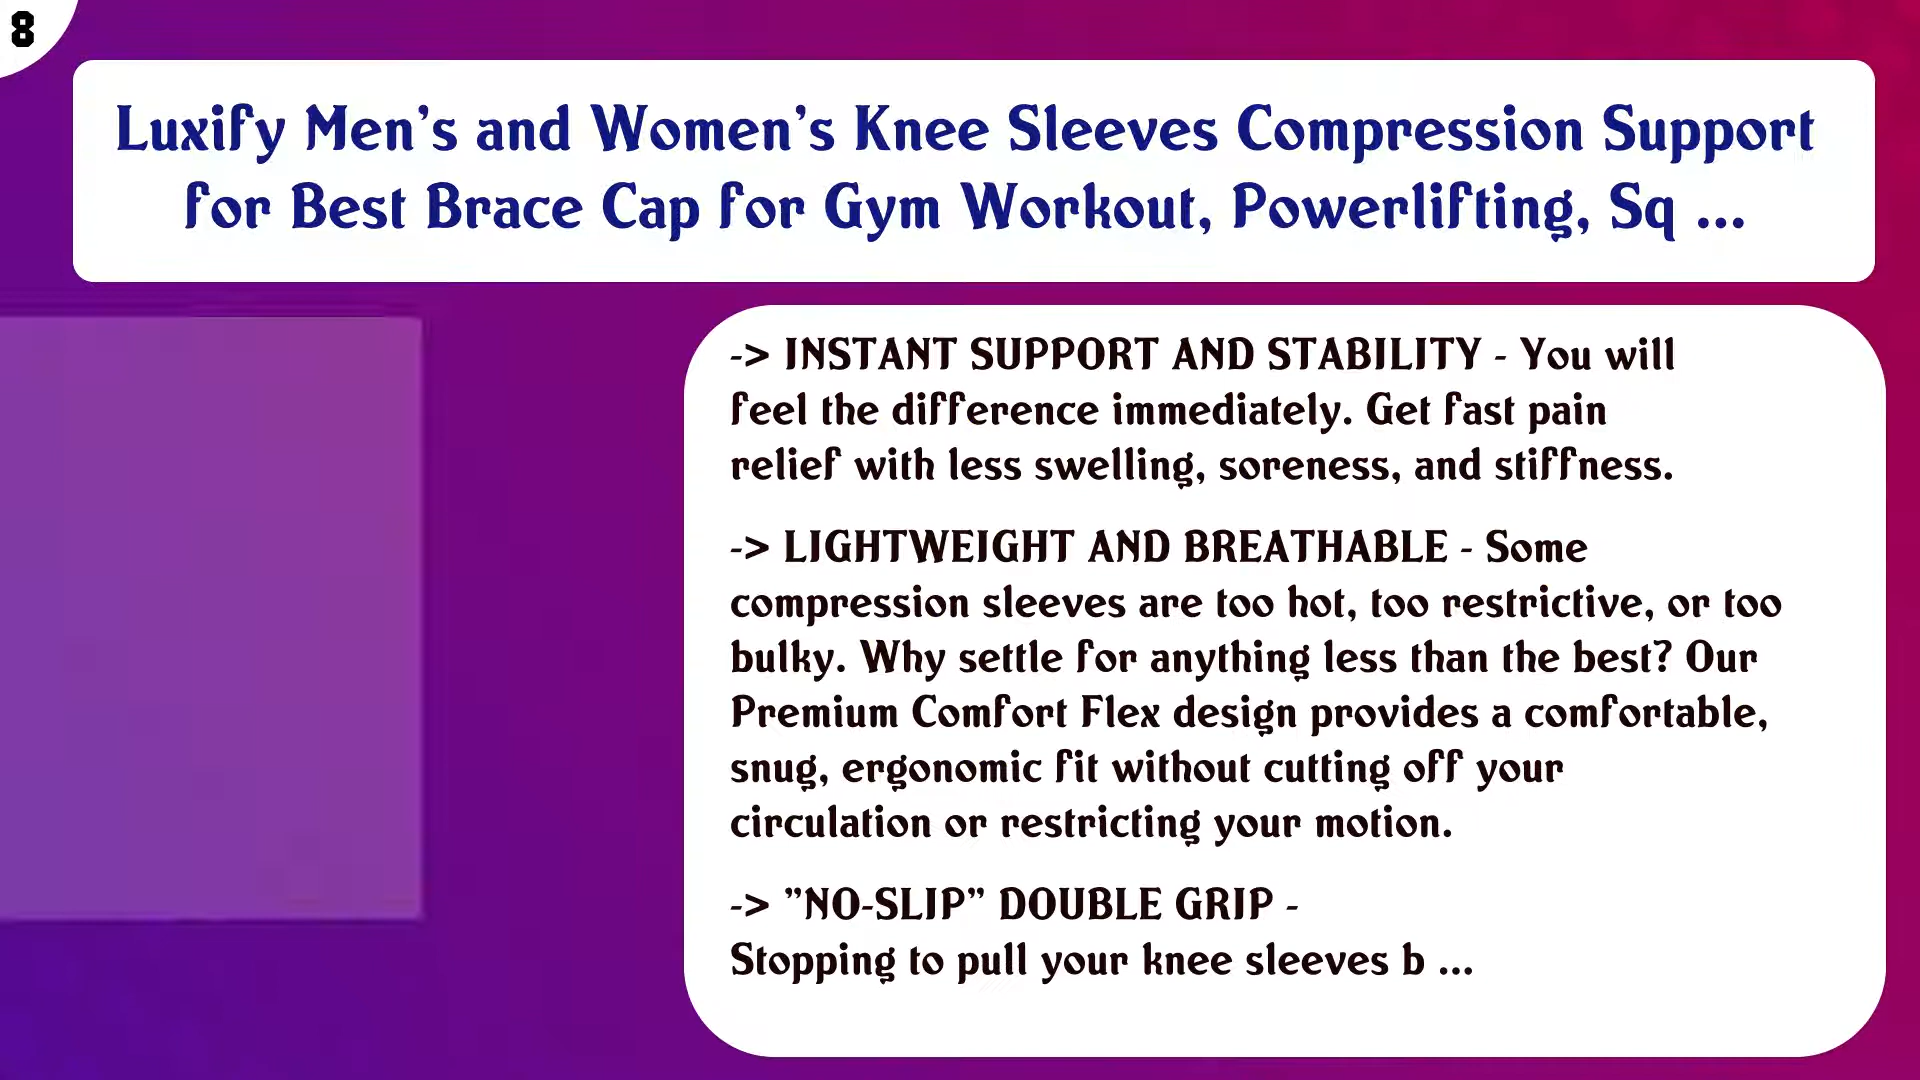 8
Luxify Men’s and Women’s Knee Sleeves Compression Support
for Best Brace Cap for Gym Workout, Powerlifting, Sq ...
-> INSTANT SUPPORT AND STABILITY - You will
feel the difference immediately. Get fast pain
relief with less swelling, soreness, and stiffness.
-> LIGHTWEIGHT AND BREATHABLE - Some
compression sleeves are too hot, too restrictive, or too
bulky. Why settle for anything less than the best? Our
Premium Comfort Flex design provides a comfortable,
snug, ergonomic fit without cutting off your
circulation or restricting your motion.
-> ”NO-SLIP” DOUBLE GRIP -
Stopping to pull your knee sleeves b ...